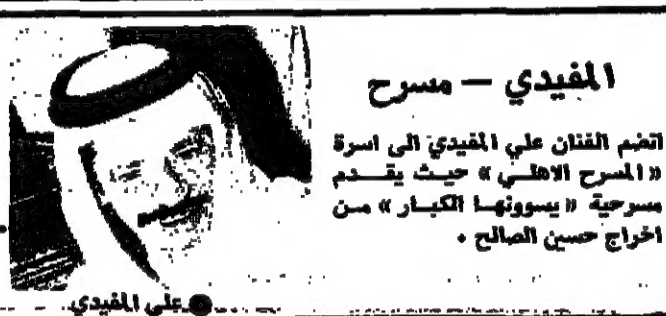 المفيدي — مسرح
انضم الفنان علي المفيدي الى اسرة
« المسرح الاهلي » حيث يقدم
مسرحية « يسوونها الكبار » من
اخراج حسين الصالح •
● علي المفيدي